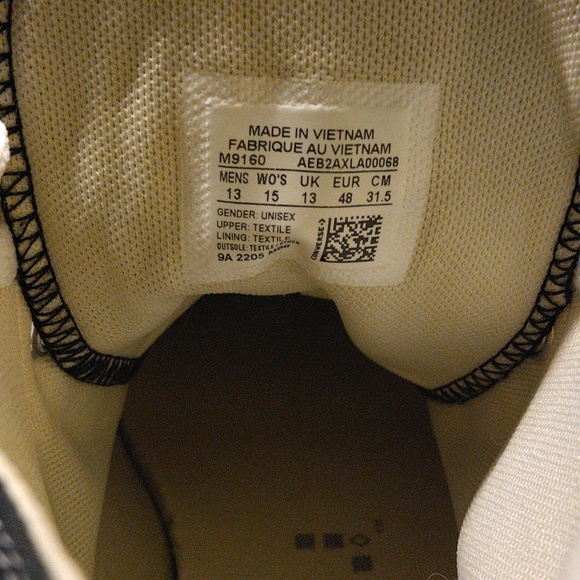 MADE IN VIETNAM
FABRIQUE AU VIETNAM
M9160 AEB2AXLA00068
MENS WO'S UK EUR CM
13 15 13 48 31.5
GENDER: UNISEX
UPPER: TEXTILE
LINING: TEXTILE
OUTSOLE: TEXTILE
9A 2205
CONVERSE